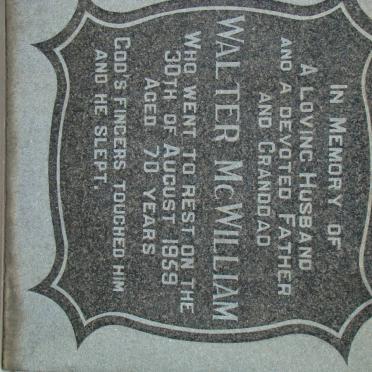 IN MEMORY OF
A LOVING HUSBAND
AND A DEVOTED FATHER
AND GRANDDAD
WALTER MCWILLIAM
WHO WENT TO REST ON THE
30TH OF AUGUST 1959
AGED 70 YEARS
GOD'S FINGERS TOUCHED HIM
AND HE SLEPT.